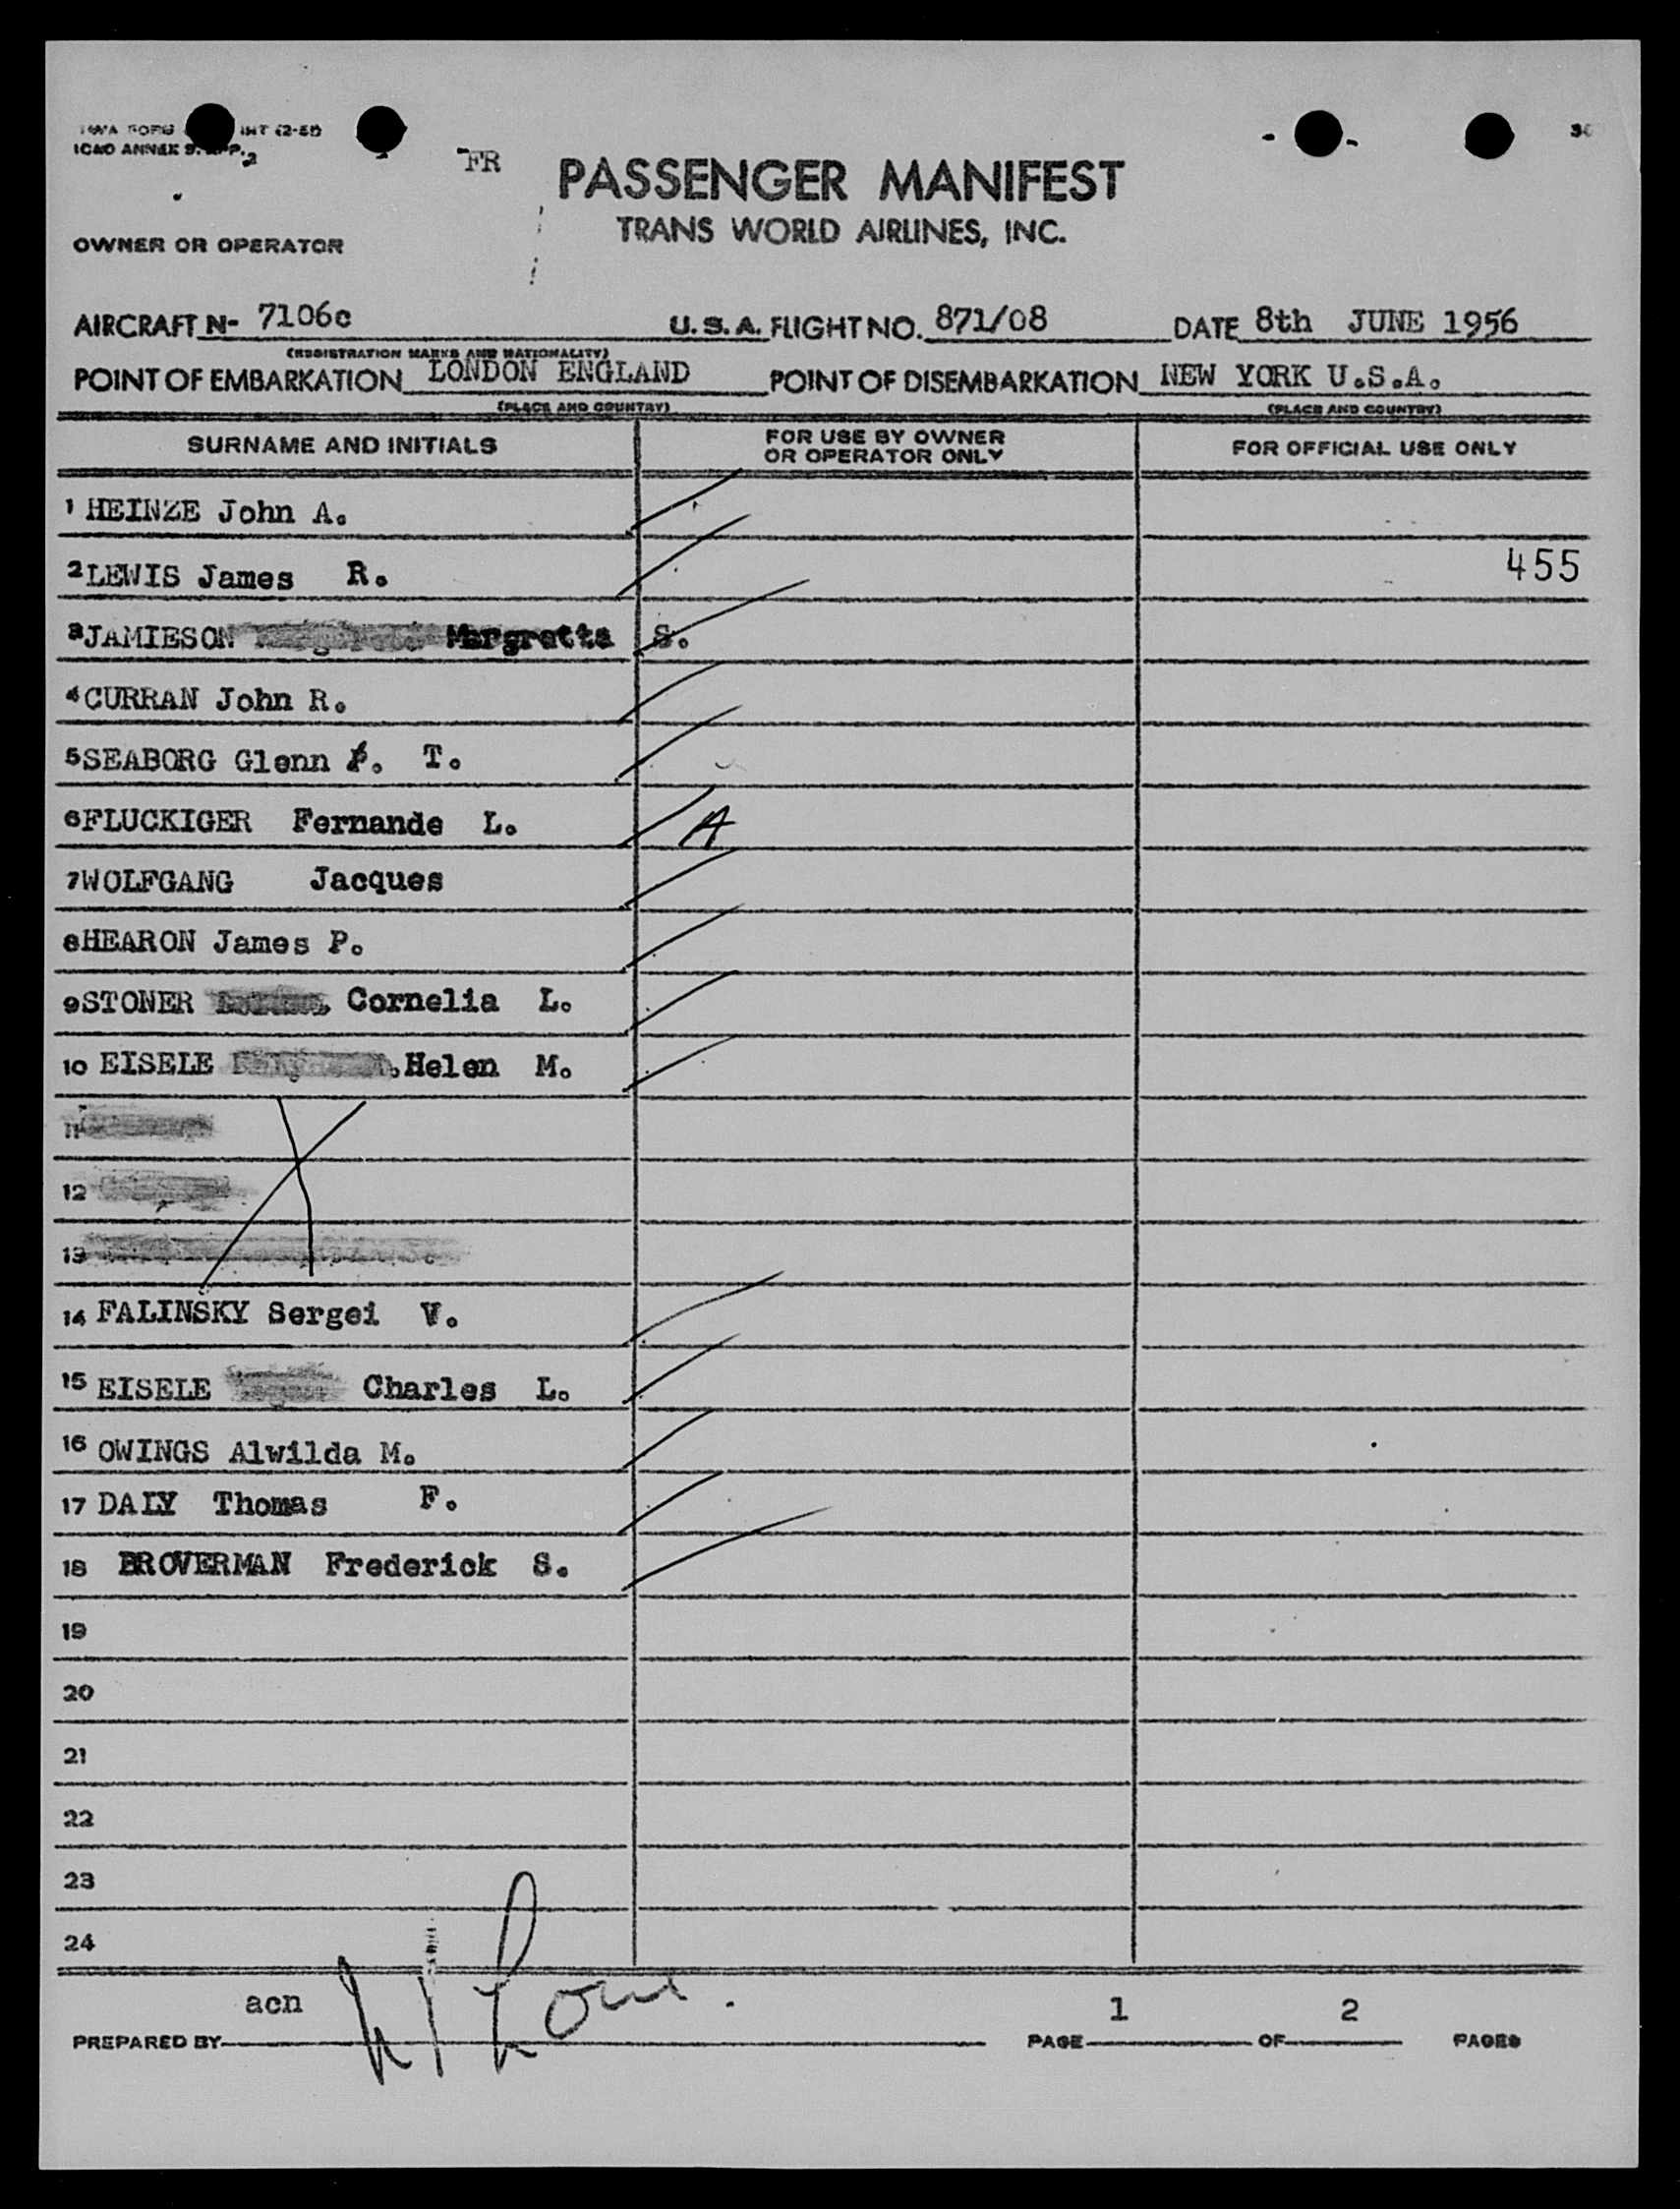 ICAO ANNEX 9. APP. 2
FR
PASSENGER MANIFEST
TRANS WORLD AIRLINES, INC.
OWNER OR OPERATOR
AIRCRAFT N- 7106c U.S.A. FLIGHT NO. 871/08 DATE 8th JUNE 1956
(REGISTRATION MARKS AND NATIONALITY)
POINT OF EMBARKATION LONDON ENGLAND POINT OF DISEMBARKATION NEW YORK U.S.A.
(PLACE AND COUNTRY) (PLACE AND COUNTRY)
SURNAME AND INITIALS FOR USE BY OWNER OR OPERATOR ONLY FOR OFFICIAL USE ONLY
1 HEINZE John A.
2 LEWIS James R. 455
3 JAMIESON Margretta S.
4 CURRAN John R.
5 SEABORG Glenn T.
6 FLUCKIGER Fernande L. A
7 WOLFGANG Jacques
8 HEARON James P.
9 STONER Cornelia L.
10 EISELE Helen M.
11
12
13
14 FALINSKY Sergei V.
15 EISELE Charles L.
16 OWINGS Alwilda M.
17 DALY Thomas F.
18 BROVERMAN Frederick S.
19
20
21
22
23
24
acn 1 2
PREPARED BY PAGE OF PAGES